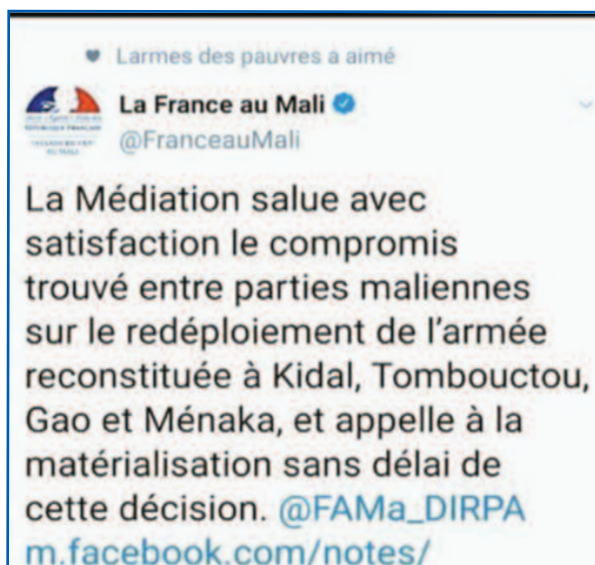 Larmes des pauvres a aimé
La France au Mali
@FranceauMali
La Médiation salue avec
satisfaction le compromis
trouvé entre parties maliennes
sur le redéploiement de l'armée
reconstituée à Kidal, Tombouctou,
Gao et Ménaka, et appelle à la
matérialisation sans délai de
cette décision. @FAMa_DIRPA
m.facebook.com/notes/